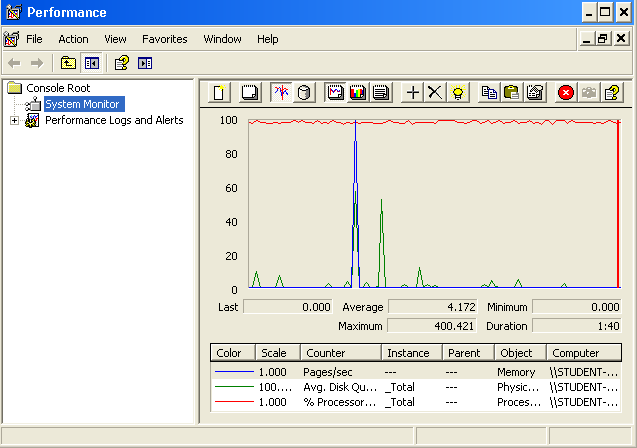 Performance
File Action View Favorites Window Help
Console Root
System Monitor
Performance Logs and Alerts
100
80
60
40
20
0
Last 0.000 Average 4.172 Minimum 0.000
Maximum 400.421 Duration 1:40
Color Scale Counter Instance Parent Object Computer
1.000 Pages/sec --- --- Memory \\STUDENT-...
100.... Avg. Disk Qu... _Total --- Physic... \\STUDENT-...
1.000 % Processor... _Total --- Proces... \\STUDENT-...